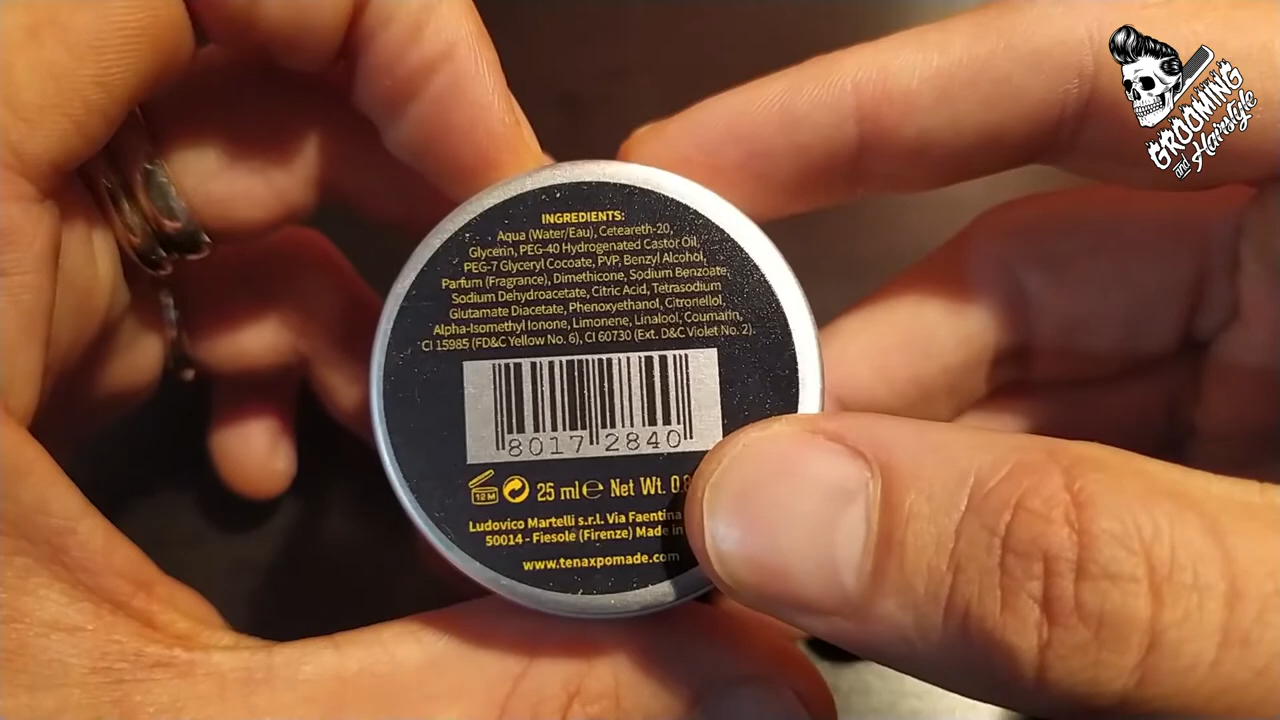 GROOMING
and Hairstyle
INGREDIENTS:
Aqua (Water/Eau), Ceteareth-20,
Glycerin, PEG-40 Hydrogenated Castor Oil,
PEG-7 Glyceryl Cocoate, PVP, Benzyl Alcohol,
Parfum (Fragrance), Dimethicone, Sodium Benzoate,
Sodium Dehydroacetate, Citric Acid, Tetrasodium
Glutamate Diacetate, Phenoxyethanol, Citronellol,
Alpha-Isomethyl Ionone, Limonene, Linalool, Coumarin,
CI 15985 (FD&C Yellow No. 6), CI 60730 (Ext. D&C Violet No. 2).
8017 2840
12 M 25 ml e Net Wt. 0.8
Ludovico Martelli s.r.l. Via Faentina
50014 - Fiesole (Firenze) Made in
www.tenaxpomade.com